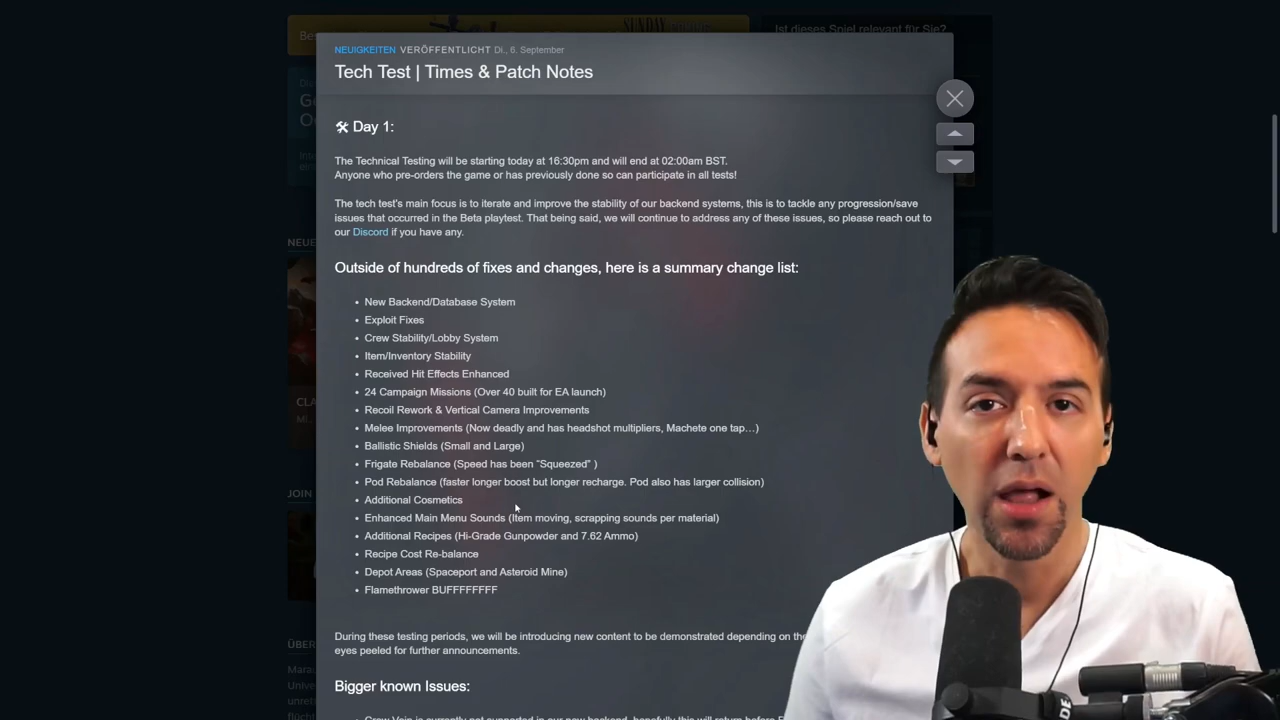 SUNDAY
Bes
Ist dieses Spiel relevant für Sie?
NEUIGKEITEN VERÖFFENTLICHT Di., 6. September
Tech Test | Times & Patch Notes
🛠 Day 1:
The Technical Testing will be starting today at 16:30pm and will end at 02:00am BST.
Anyone who pre-orders the game or has previously done so can participate in all tests!
The tech test's main focus is to iterate and improve the stability of our backend systems, this is to tackle any progression/save
issues that occurred in the Beta playtest. That being said, we will continue to address any of these issues, so please reach out to
our Discord if you have any.
NEUE
Outside of hundreds of fixes and changes, here is a summary change list:
• New Backend/Database System
• Exploit Fixes
• Crew Stability/Lobby System
• Item/Inventory Stability
• Received Hit Effects Enhanced
• 24 Campaign Missions (Over 40 built for EA launch)
CLA
• Recoil Rework & Vertical Camera Improvements
• Melee Improvements (Now deadly and has headshot multipliers, Machete one tap…)
• Ballistic Shields (Small and Large)
• Frigate Rebalance (Speed has been "Squeezed" )
• Pod Rebalance (faster longer boost but longer recharge. Pod also has larger collision)
JOIN
• Additional Cosmetics
• Enhanced Main Menu Sounds (Item moving, scrapping sounds per material)
• Additional Recipes (Hi-Grade Gunpowder and 7.62 Ammo)
• Recipe Cost Re-balance
• Depot Areas (Spaceport and Asteroid Mine)
• Flamethrower BUFFFFFFFF
During these testing periods, we will be introducing new content to be demonstrated depending on the
eyes peeled for further announcements.
ÜBER
Mara
Unive
unret
flücht
Bigger known Issues: